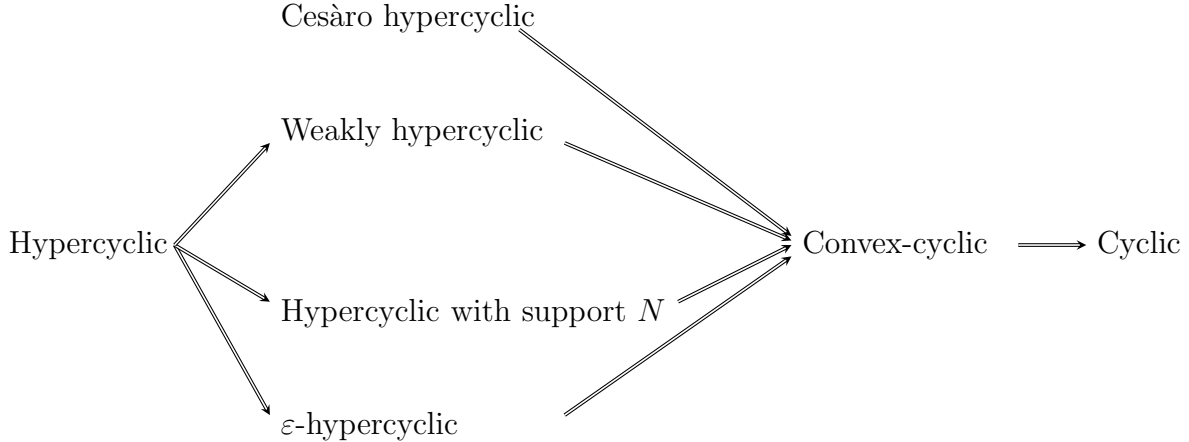 Cesàro hypercyclic
Weakly hypercyclic
Hypercyclic
Convex-cyclic
Cyclic
Hypercyclic with support N
ε-hypercyclic